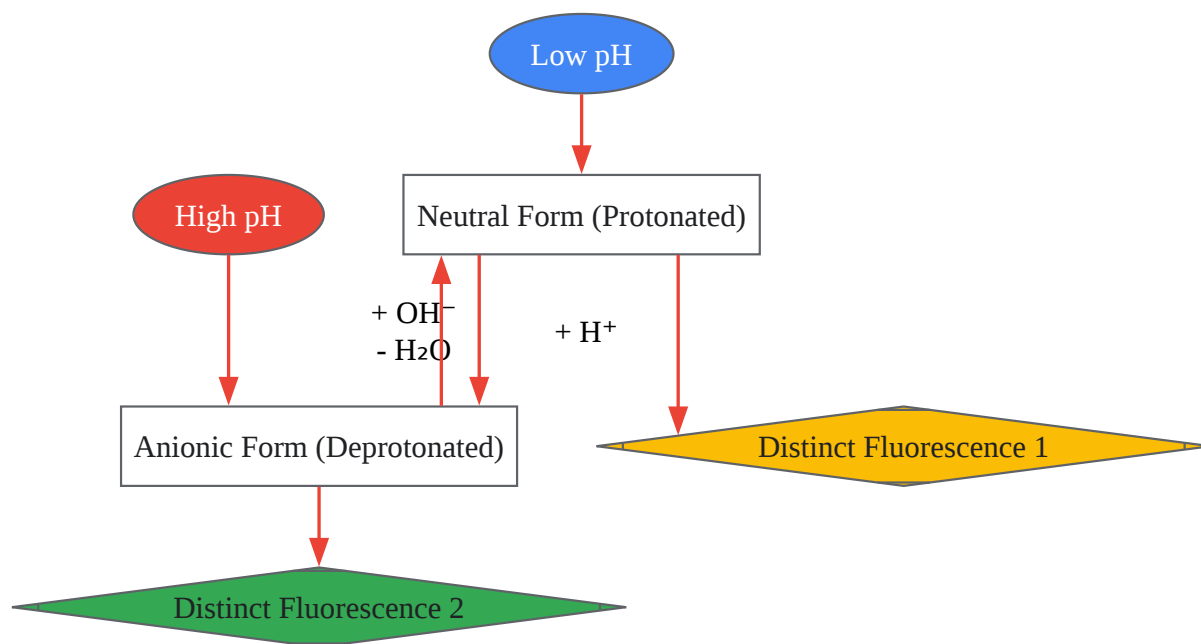 Low pH
High pH
Neutral Form (Protonated)
+ OH⁻
- H₂O
+ H⁺
Anionic Form (Deprotonated)
Distinct Fluorescence 1
Distinct Fluorescence 2